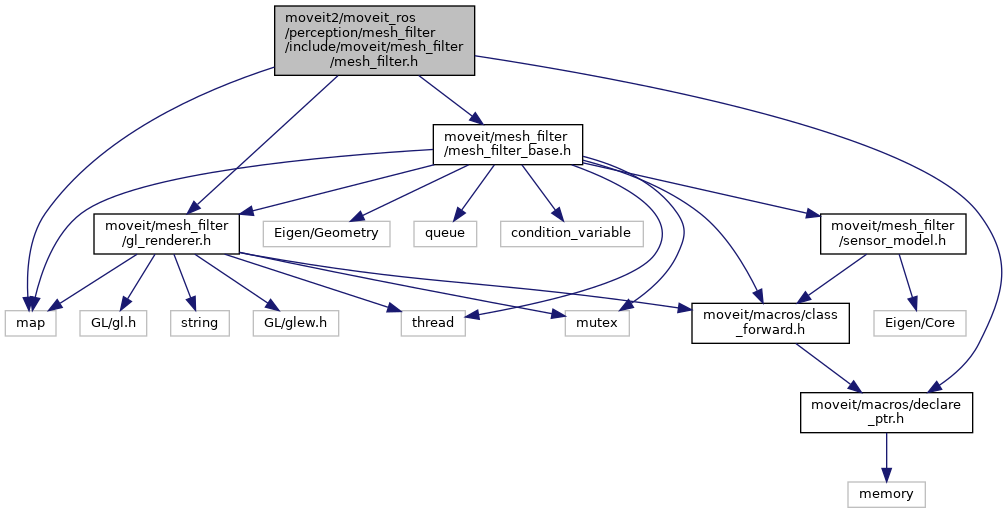 moveit2/moveit_ros
/perception/mesh_filter
/include/moveit/mesh_filter
/mesh_filter.h
moveit/mesh_filter
/mesh_filter_base.h
moveit/mesh_filter
/gl_renderer.h
Eigen/Geometry
queue
condition_variable
moveit/mesh_filter
/sensor_model.h
map
GL/gl.h
string
GL/glew.h
thread
mutex
moveit/macros/class
_forward.h
Eigen/Core
moveit/macros/declare
_ptr.h
memory